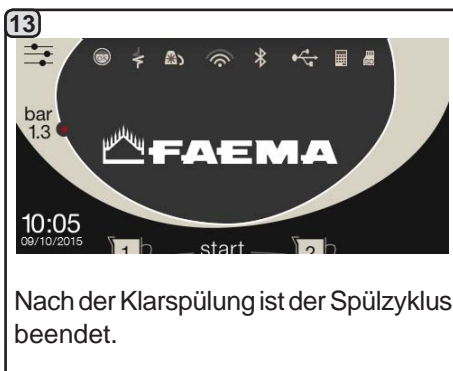 13
bar
1.3
FAEMA
10:05
09/10/2015
1 start 2
Nach der Klarspülung ist der Spülzyklus
beendet.